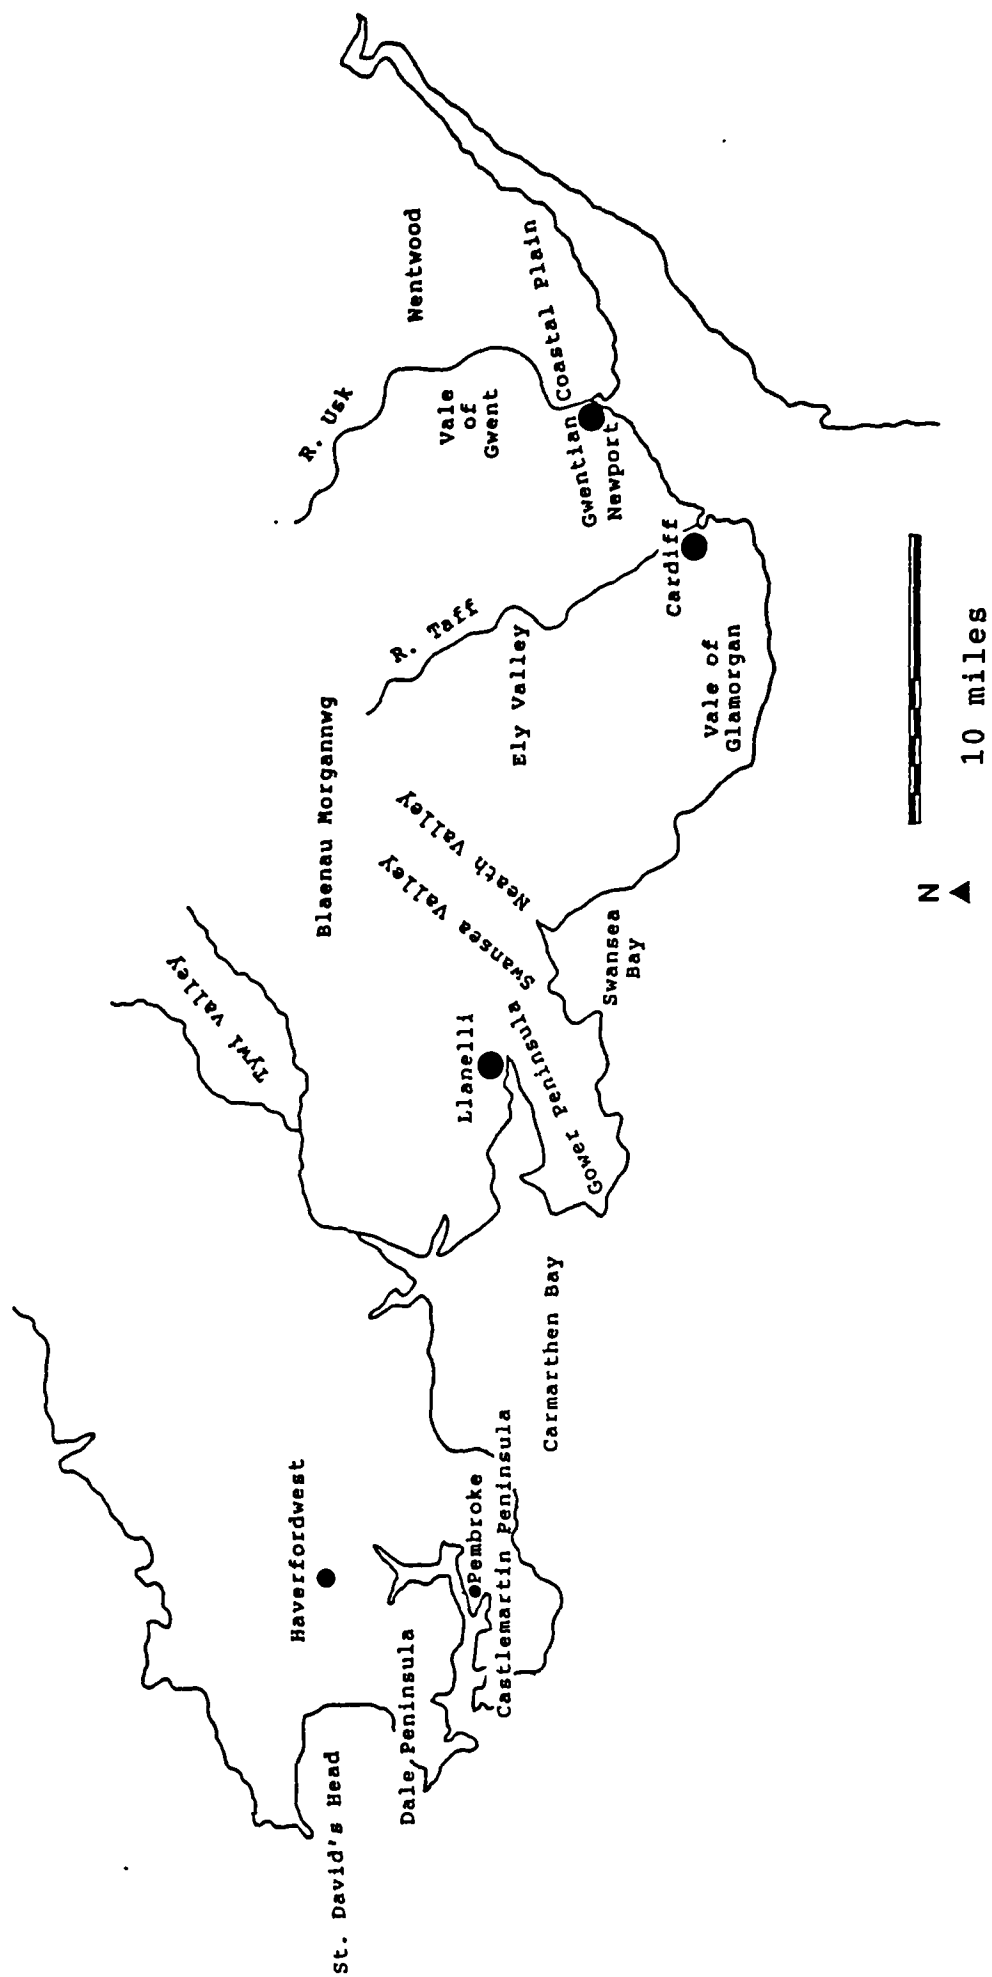 St. David's Head
Haverfordwest
Dale Peninsula
Pembroke
Castlemartin Peninsula
Carmarthen Bay
Tywi Valley
Llanelli
Gower Peninsula
Swansea
Bay
Swansea Valley
Neath Valley
Blaenau Morgannwg
R. Taff
Ely Valley
Vale of
Glamorgan
Cardiff
R. Usk
Vale
of
Gwent
Wentwood
Gwentian Coastal Plain
Newport
N
10 miles